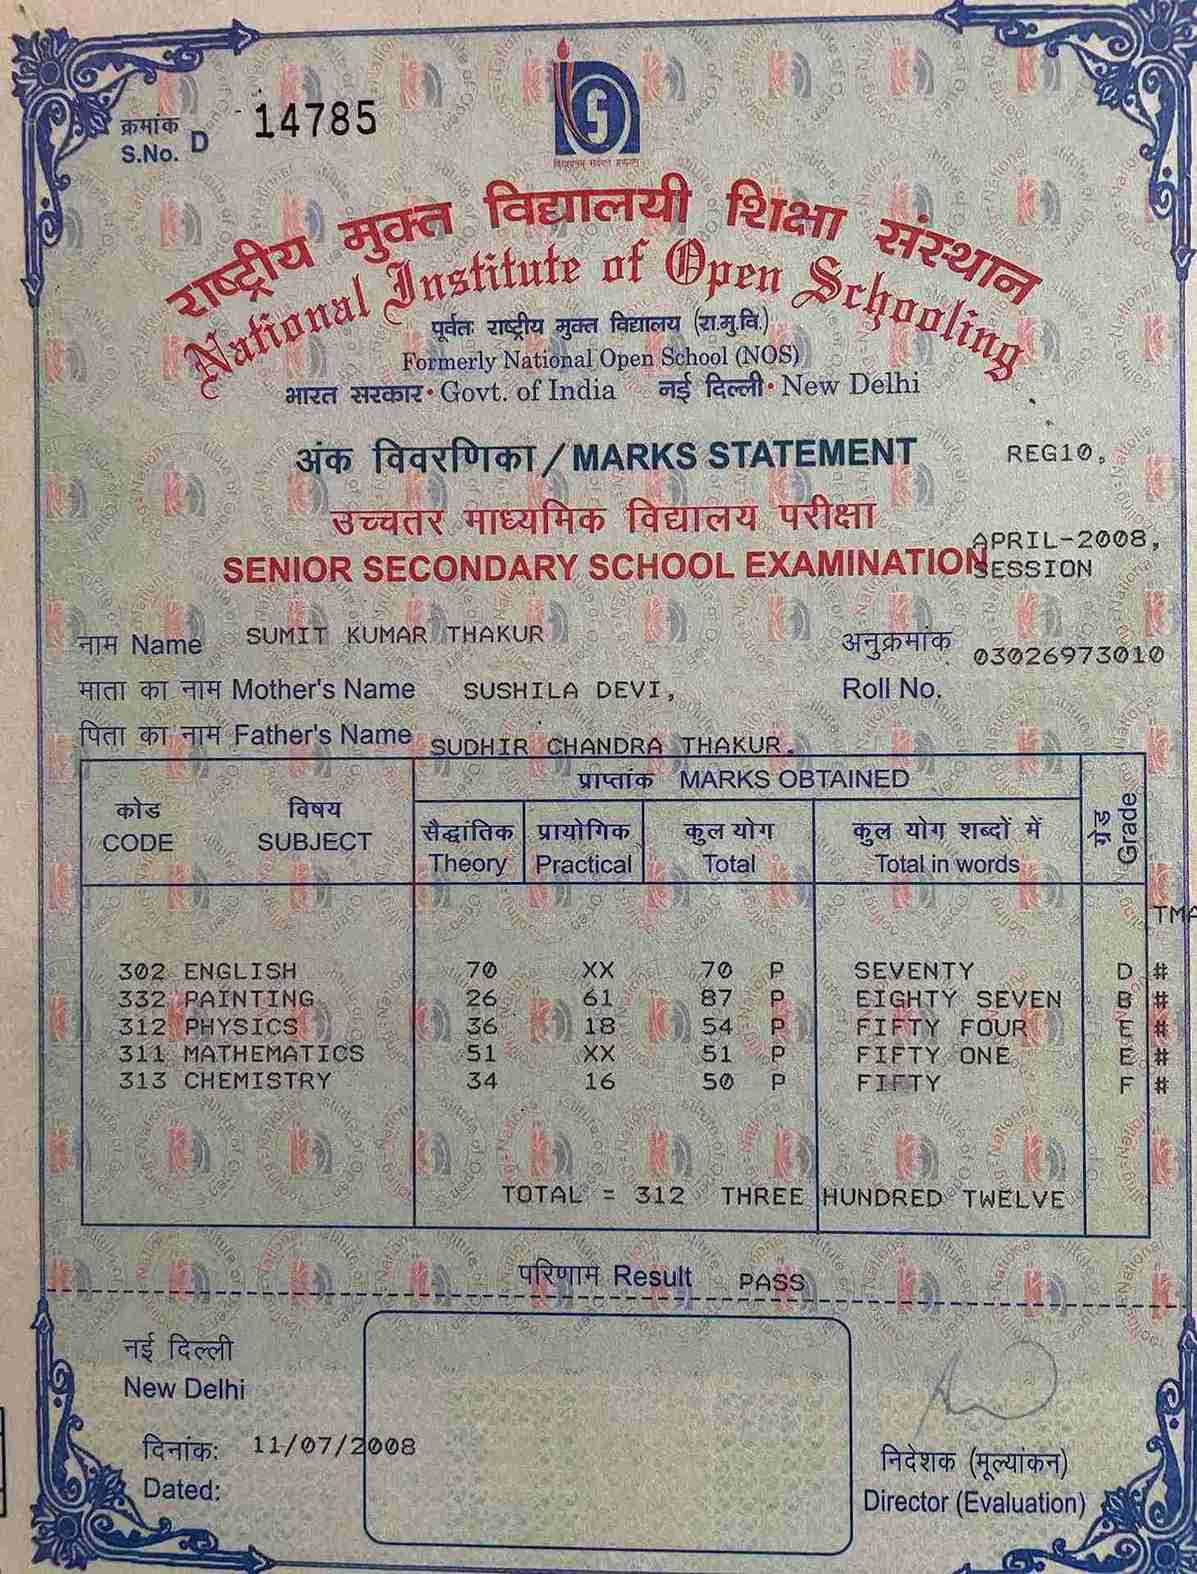 क्रमांक
S.No. D 14785
राष्ट्रीय मुक्त विद्यालयी शिक्षा संस्थान
National Institute of Open Schooling
पूर्वतः राष्ट्रीय मुक्त विद्यालय (रा.मु.वि.)
Formerly National Open School (NOS)
भारत सरकार • Govt. of India नई दिल्ली • New Delhi
अंक विवरणिका / MARKS STATEMENT REG10,
उच्चतर माध्यमिक विद्यालय परीक्षा
APRIL-2008,
SENIOR SECONDARY SCHOOL EXAMINATION SESSION
नाम Name SUMIT KUMAR THAKUR अनुक्रमांक 03026973010
माता का नाम Mother's Name SUSHILA DEVI, Roll No.
पिता का नाम Father's Name SUDHIR CHANDRA THAKUR.
प्राप्तांक MARKS OBTAINED
कोड विषय सैद्धांतिक प्रायोगिक कुल योग कुल योग शब्दों में ग्रेड
CODE SUBJECT Theory Practical Total Total in words Grade
TMA
302 ENGLISH 70 XX 70 P SEVENTY D #
332 PAINTING 26 61 87 P EIGHTY SEVEN B #
312 PHYSICS 36 18 54 P FIFTY FOUR E #
311 MATHEMATICS 51 XX 51 P FIFTY ONE E #
313 CHEMISTRY 34 16 50 P FIFTY F #
TOTAL = 312 THREE HUNDRED TWELVE
परिणाम Result PASS
नई दिल्ली
New Delhi
दिनांक: 11/07/2008
Dated:
निदेशक (मूल्यांकन)
Director (Evaluation)